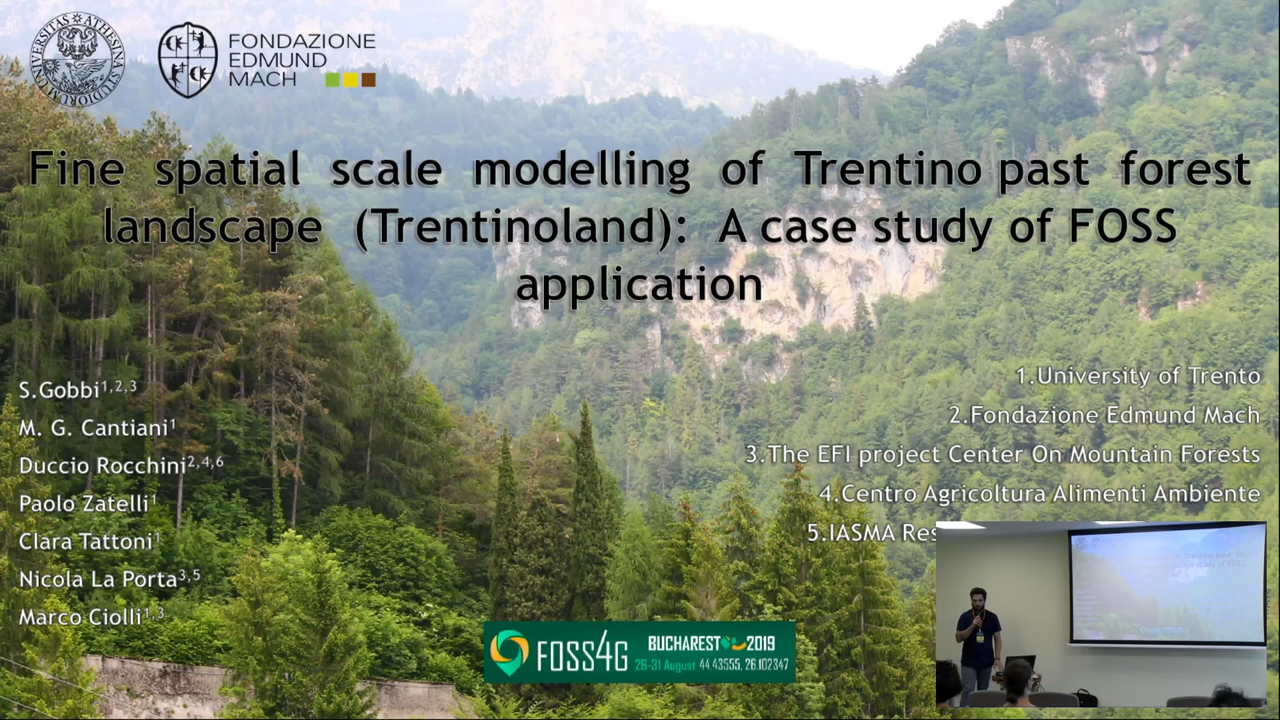 FONDAZIONE
EDMUND
MACH
Fine spatial scale modelling of Trentino past forest
landscape (Trentinoland): A case study of FOSS
application
S.Gobbi1,2,3
M. G. Cantiani1
Duccio Rocchini2,4,6
Paolo Zatelli1
Clara Tattoni1
Nicola La Porta3,5
Marco Ciolli1,3,
1.University of Trento
2.Fondazione Edmund Mach
3.The EFI project Center On Mountain Forests
4.Centro Agricoltura Alimenti Ambiente
5.IASMA Res
FOSS4G
BUCHAREST 2019
26-31 August 44.43555, 26.102347